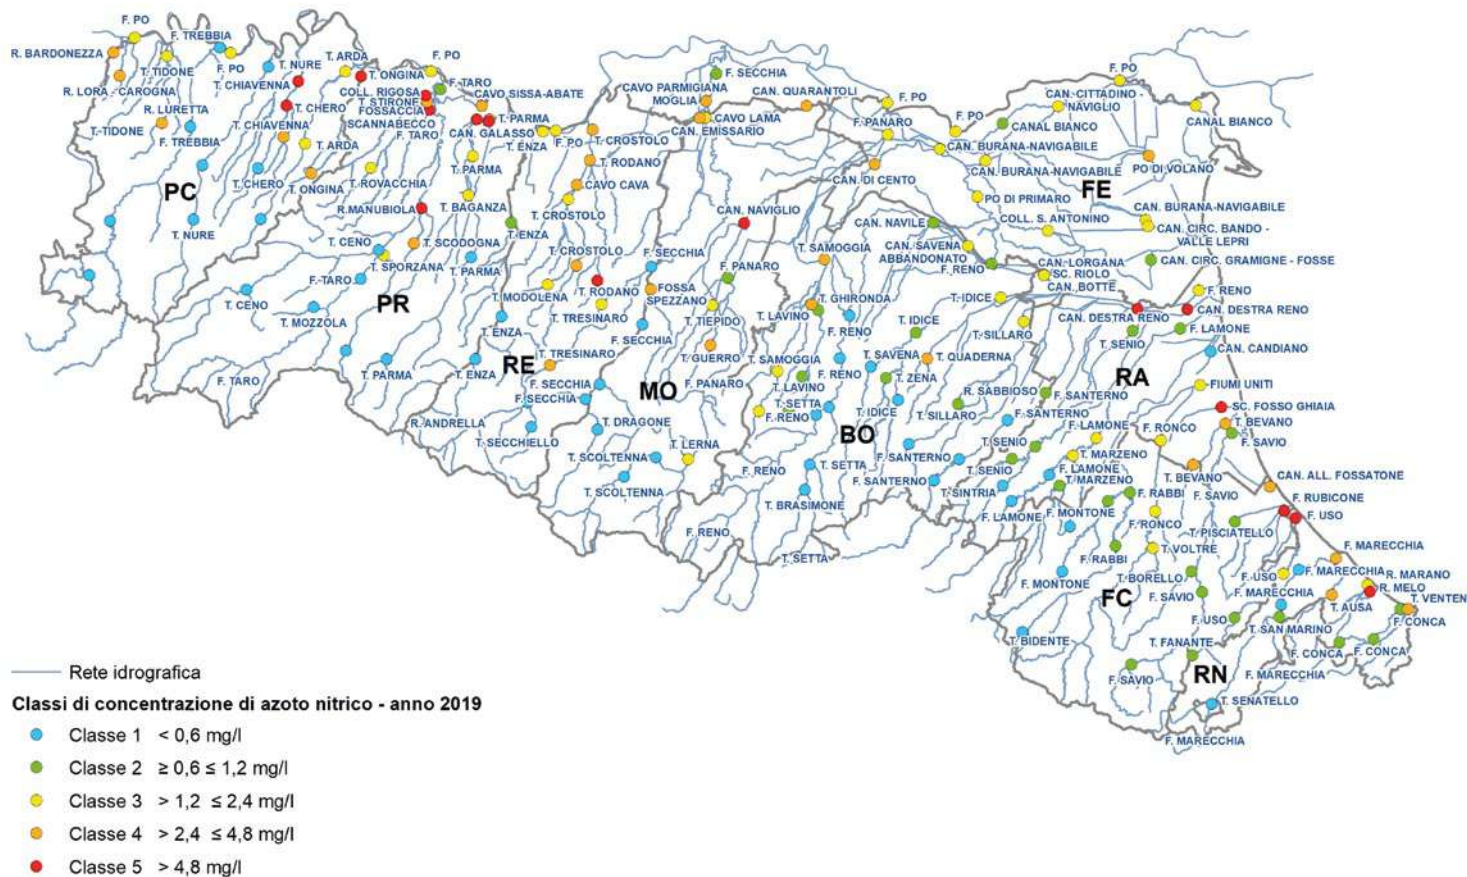 F. PO
F. TREBBIA
R. BARDONEZZA
T. TIDONE
F. PO
T. NURE
T. ARDA
T. ONGINA
F. PO
R. LORA - CAROGNA
T. CHIAVENNA
COLL. RIGOSA
F. TARO
R. LURETTA
T. CHERO
T. STIRONE
CAVO SISSA-ABATE
FOSSACCIA
SCANNABECCO
T. TIDONE
T. CHIAVENNA
F. TARO
CAN. GALASSO
T. PARMA
F. TREBBIA
T. ARDA
T. ENZA
F. PO
T. CROSTOLO
PC
T. CHERO
T. ONGINA
T. ROVACCHIA
T. PARMA
T. RODANO
CAVO CAVA
T. NURE
R.MANUBIOLA
T. BAGANZA
T. CROSTOLO
T. ENZA
T. CENO
T. SCODOGNA
T. SPORZANA
T. PARMA
T. CROSTOLO
F. TARO
PR
T. CENO
T. MOZZOLA
T. MODOLENA
T. RODANO
T. TRESINARO
T. ENZA
F. TARO
T. PARMA
T. ENZA
RE
T. TRESINARO
F. SECCHIA
F. SECCHIA
F. SECCHIA
R. ANDRELLA
T. SECCHIELLO
F. SECCHIA
CAVO PARMIGIANA
MOGLIA
CAN. QUARANTOLI
CAVO LAMA
CAN. EMISSARIO
F. PO
F. PANARO
F. PO
CAN. DI CENTO
CAN. NAVIGLIO
F. SECCHIA
F. PANARO
FOSSA
SPEZZANO
T. TIEPIDO
T. GUERRO
MO
F. PANARO
T. DRAGONE
T. LERNA
T. SCOLTENNA
T. SCOLTENNA
F. PO
CAN. CITTADINO -
NAVIGLIO
CANAL BIANCO
CANAL BIANCO
CAN. BURANA-NAVIGABILE
CAN. BURANA-NAVIGABILE
PO DI VOLANO
FE
PO DI PRIMARO
COLL. S. ANTONINO
CAN. BURANA-NAVIGABILE
CAN. CIRC. BANDO -
VALLE LEPRI
CAN. NAVILE
CAN. SAVENA
ABBANDONATO
T. SAMOGGIA
F. RENO
CAN. LORGANA
SC. RIOLO
CAN. BOTTE
CAN. CIRC. GRAMIGNE - FOSSE
T. GHIRONDA
T. LAVINO
T. IDICE
F. RENO
CAN. DESTRA RENO
CAN. DESTRA RENO
F. RENO
T. IDICE
T. SILLARO
T. SENIO
F. LAMONE
T. SAVENA
T. QUADERNA
CAN. CANDIANO
T. SAMOGGIA
F. RENO
T. ZENA
RA
T. LAVINO
R. SABBIOSO
F. SANTERNO
FIUMI UNITI
T. SETTA
T. IDICE
T. SILLARO
F. SANTERNO
SC. FOSSO GHIAIA
F. RENO
F. LAMONE
F. RONCO
T. BEVANO
BO
T. SENIO
F. SAVIO
F. SANTERNO
T. SENIO
T. MARZENO
F. RENO
T. SETTA
F. LAMONE
T. BEVANO
CAN. ALL. FOSSATONE
F. SANTERNO
T. SINTRIA
T. MARZENO
F. RABBI
F. SAVIO
F. RUBICONE
T. BRASIMONE
F. LAMONE
F. MONTONE
F. RONCO
F. USO
F. RENO
T. PISCIATELLO
T. SETTA
F. RABBI
T. VOLTRE
F. MARECCHIA
F. MONTONE
T. BORELLO
F. USO
F. MARECCHIA
R. MARANO
FC
F. SAVIO
F. MARECCHIA
R. MELO
T. AUSA
T. VENTEN
F. USO
F. CONCA
T. BIDENTE
T. FANANTE
T. SAN MARINO
F. CONCA
F. CONCA
F. SAVIO
RN
F. MARECCHIA
T. SENATELLO
F. MARECCHIA
Rete idrografica
Classi di concentrazione di azoto nitrico - anno 2019
Classe 1 < 0,6 mg/l
Classe 2 ≥ 0,6 ≤ 1,2 mg/l
Classe 3 > 1,2 ≤ 2,4 mg/l
Classe 4 > 2,4 ≤ 4,8 mg/l
Classe 5 > 4,8 mg/l